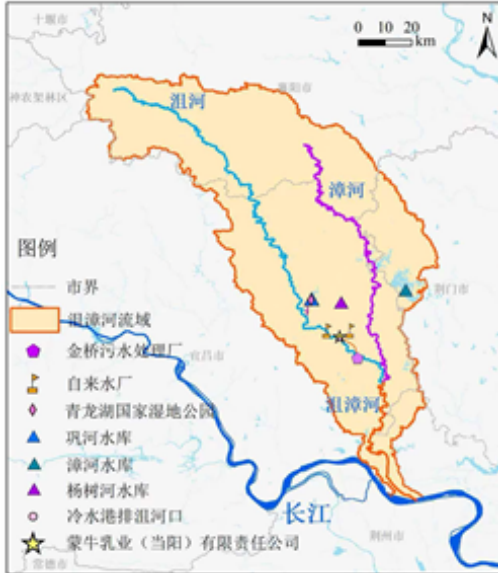 十堰市
N
0 10 20
km
襄阳市
神农架林区
沮河
漳河
图例
荆门市
市界
沮漳河流域
宜昌市
金桥污水处理厂
自来水厂
青龙湖国家湿地公园
沮漳河
巩河水库
漳河水库
杨树河水库
长江
冷水港排沮河口
荆州市
蒙牛乳业（当阳）有限责任公司
常德市